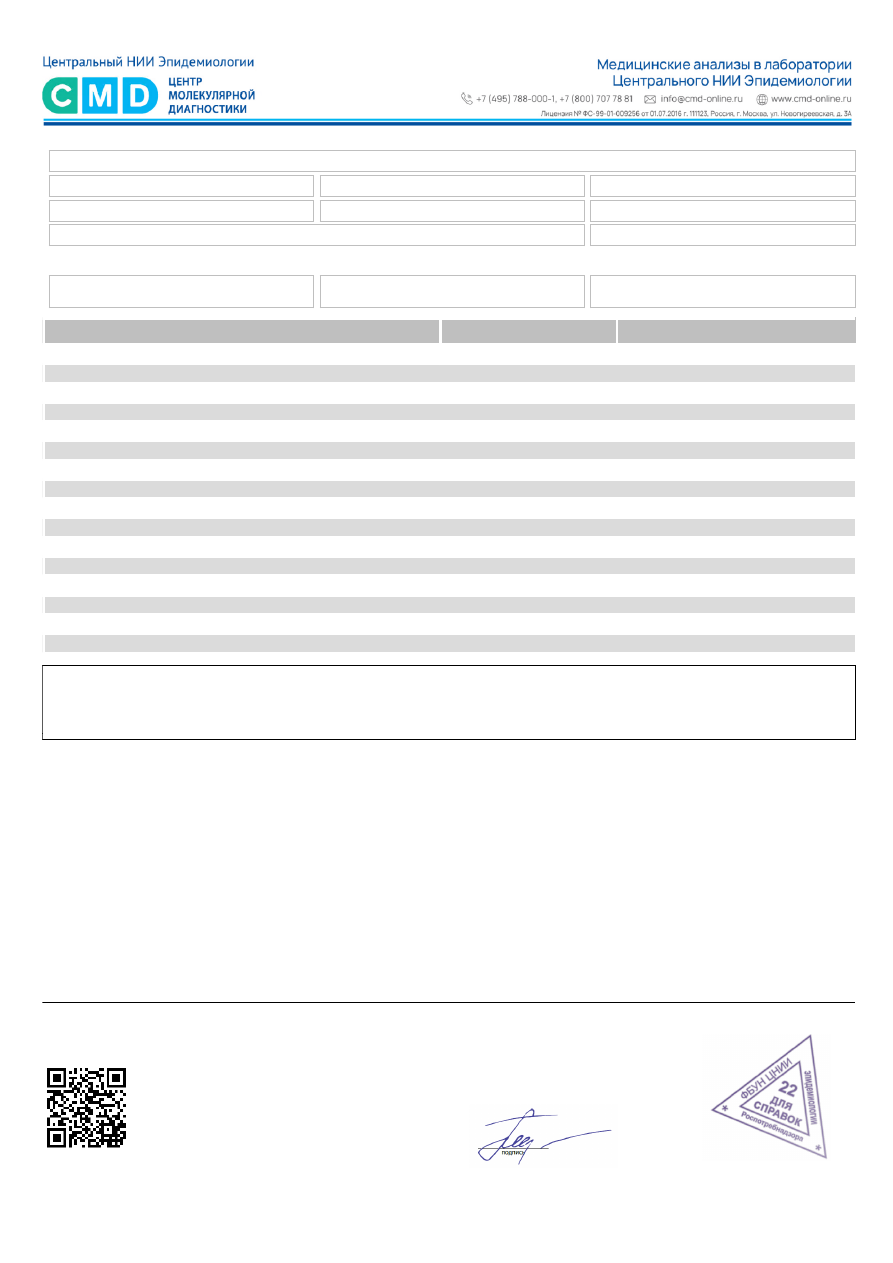 Центральный НИИ Эпидемиологии
CMD
ЦЕНТР
МОЛЕКУЛЯРНОЙ
ДИАГНОСТИКИ
Медицинские анализы в лаборатории
Центрального НИИ Эпидемиологии
+7 (495) 788-000-1, +7 (800) 707 78 81 info@cmd-online.ru www.cmd-online.ru
Лицензия № ФС-99-01-009256 от 01.07.2016 г. 111123, Россия, г. Москва, ул. Новогиреевская, д. 3А
ФБУН ЦНИИ
ЭПИДЕМИОЛОГИИ
Роспотребнадзора
22
ДЛЯ
СПРАВОК
подпись